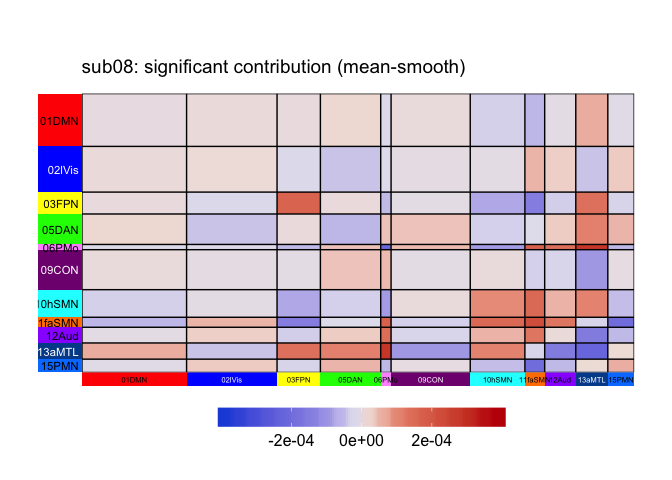 sub08: significant contribution (mean-smooth)
01DMN
02lVis
03FPN
05DAN
06PMo
09CON
10hSMN
11faSMN
12Aud
13aMTL
15PMN
01DMN 02lVis 03FPN 05DAN 06PMo 09CON 10hSMN 11faSMN 12Aud 13aMTL 15PMN
-2e-04 0e+00 2e-04